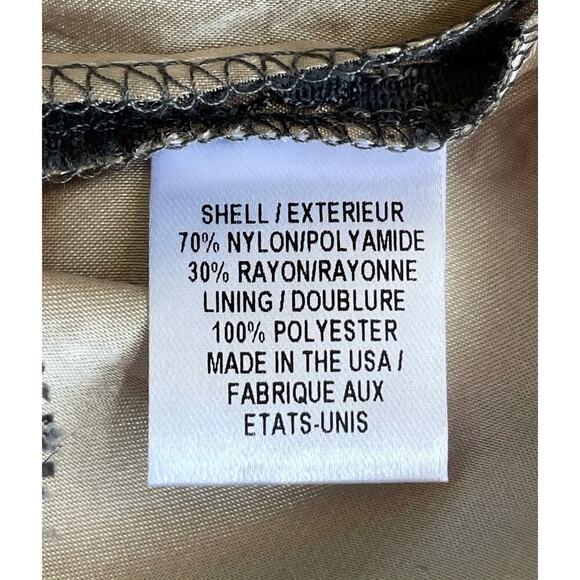 SHELL / EXTERIEUR
70% NYLON/POLYAMIDE
30% RAYON/RAYONNE
LINING / DOUBLURE
100% POLYESTER
MADE IN THE USA /
FABRIQUE AUX
ETATS-UNIS